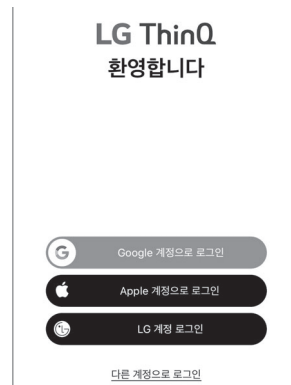 LG ThinQ
환영합니다
Google 계정으로 로그인
Apple 계정으로 로그인
LG 계정 로그인
다른 계정으로 로그인